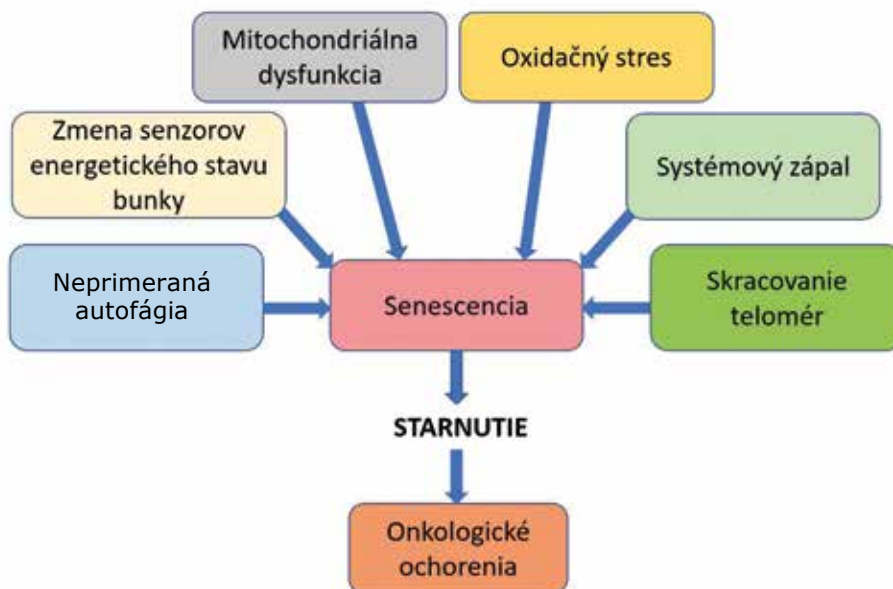 Mitochondriálna
dysfunkcia
Oxidačný stres
Zmena senzorov
energetického stavu
bunky
Systémový zápal
Neprimeraná
autofágia
Senescencia
Skracovanie
telomér
STARNUTIE
Onkologické
ochorenia